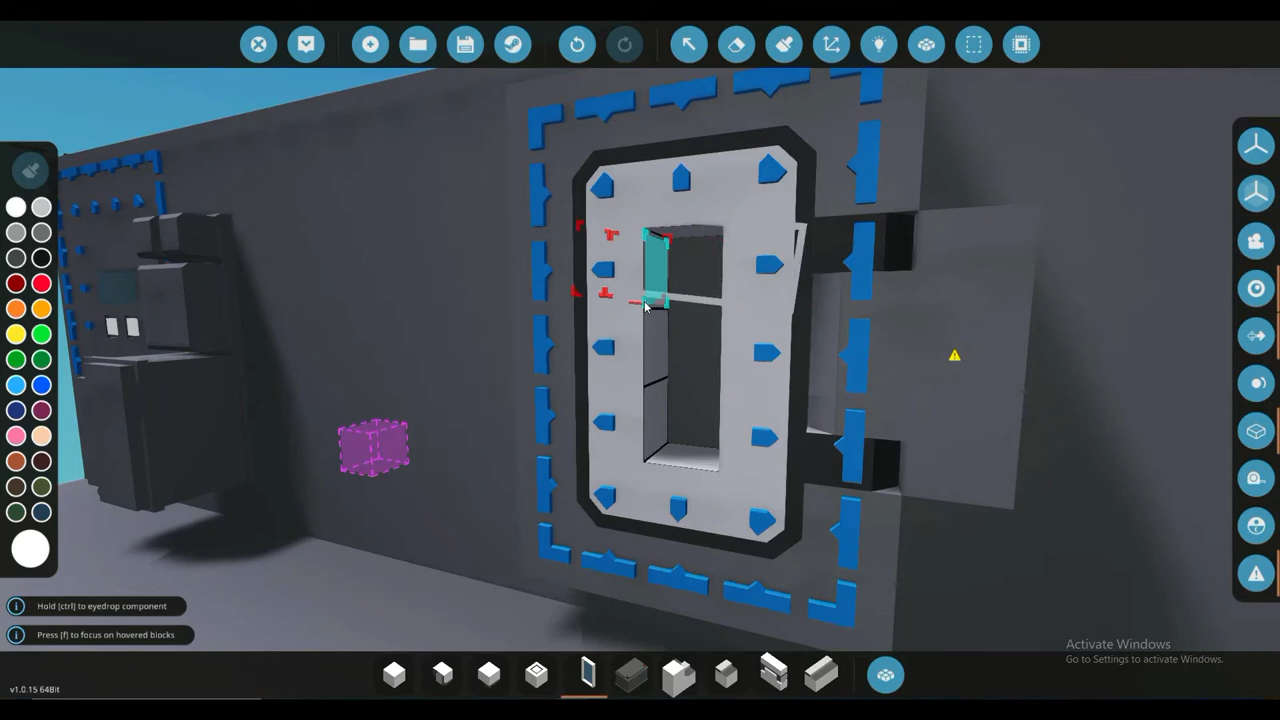 Hold [ctrl] to eyedrop component
Press [f] to focus on hovered blocks
Activate Windows
Go to Settings to activate Windows.
v1.0.15 64Bit